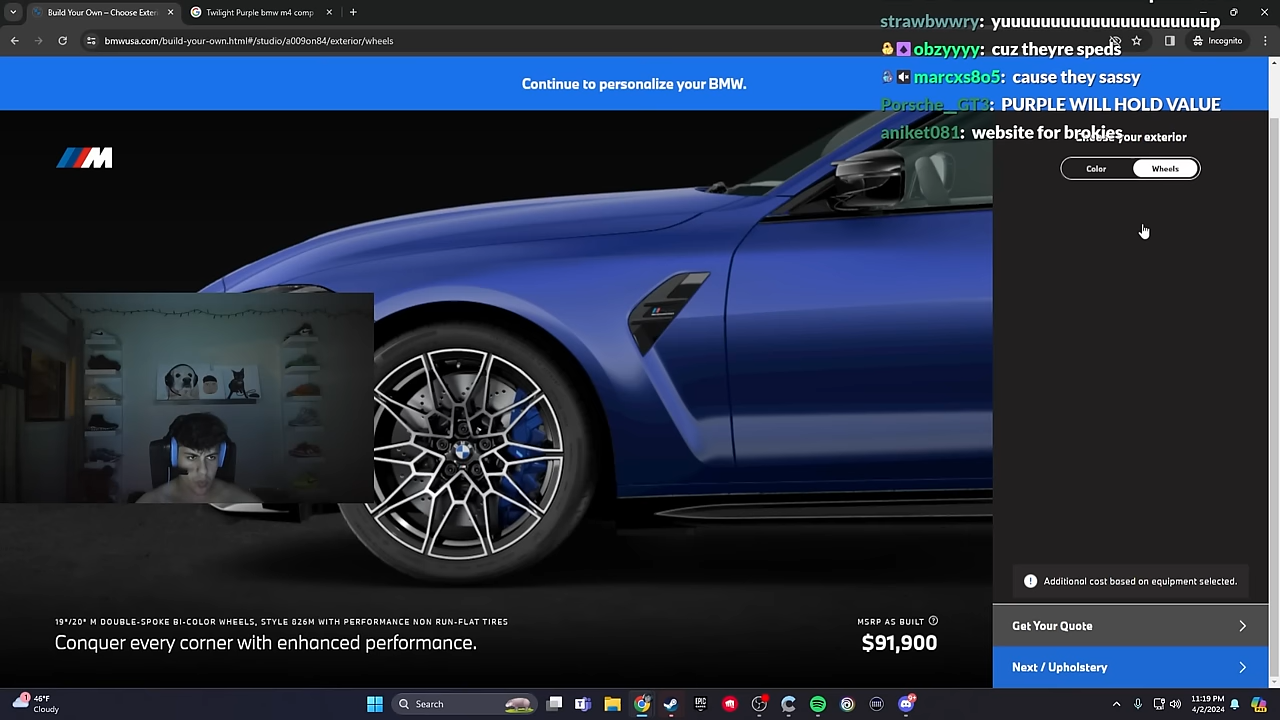 Build Your Own – Choose Exter
Twilight Purple bmw m4 comp
bmwusa.com/build-your-own.html#/studio/a009on84/exterior/wheels
Incognito
strawbwwry: yuuuuuuuuuuuuuuuuuuuuup
obzyyyy: cuz theyre speds
marcxs8o5: cause they sassy
Porsche_GT3: PURPLE WILL HOLD VALUE
aniket081: website for brokies
Continue to personalize your BMW.
M
your exterior
Color
Wheels
Additional cost based on equipment selected.
19"/20" M DOUBLE-SPOKE BI-COLOR WHEELS, STYLE 826M WITH PERFORMANCE NON RUN-FLAT TIRES
Conquer every corner with enhanced performance.
MSRP AS BUILT
$91,900
Get Your Quote
Next / Upholstery
46°F
Cloudy
Search
11:19 PM
4/2/2024